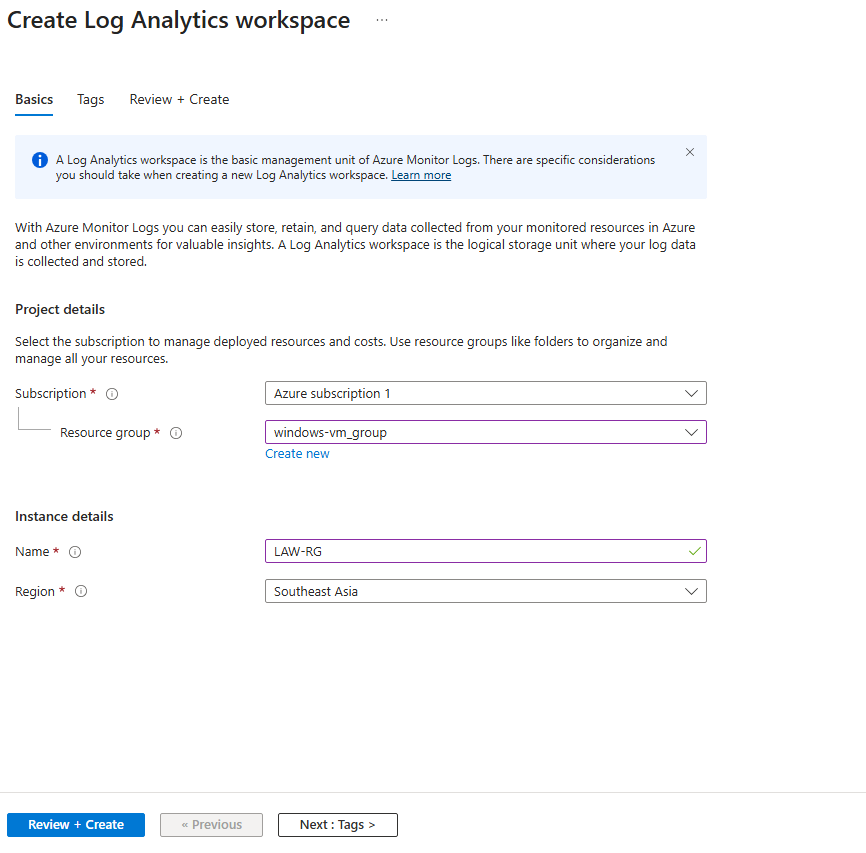 Create Log Analytics workspace ...
Basics Tags Review + Create
A Log Analytics workspace is the basic management unit of Azure Monitor Logs. There are specific considerations
you should take when creating a new Log Analytics workspace. Learn more
With Azure Monitor Logs you can easily store, retain, and query data collected from your monitored resources in Azure
and other environments for valuable insights. A Log Analytics workspace is the logical storage unit where your log data
is collected and stored.
Project details
Select the subscription to manage deployed resources and costs. Use resource groups like folders to organize and
manage all your resources.
Subscription * Azure subscription 1
Resource group * windows-vm_group
Create new
Instance details
Name * LAW-RG
Region * Southeast Asia
Review + Create « Previous Next : Tags >